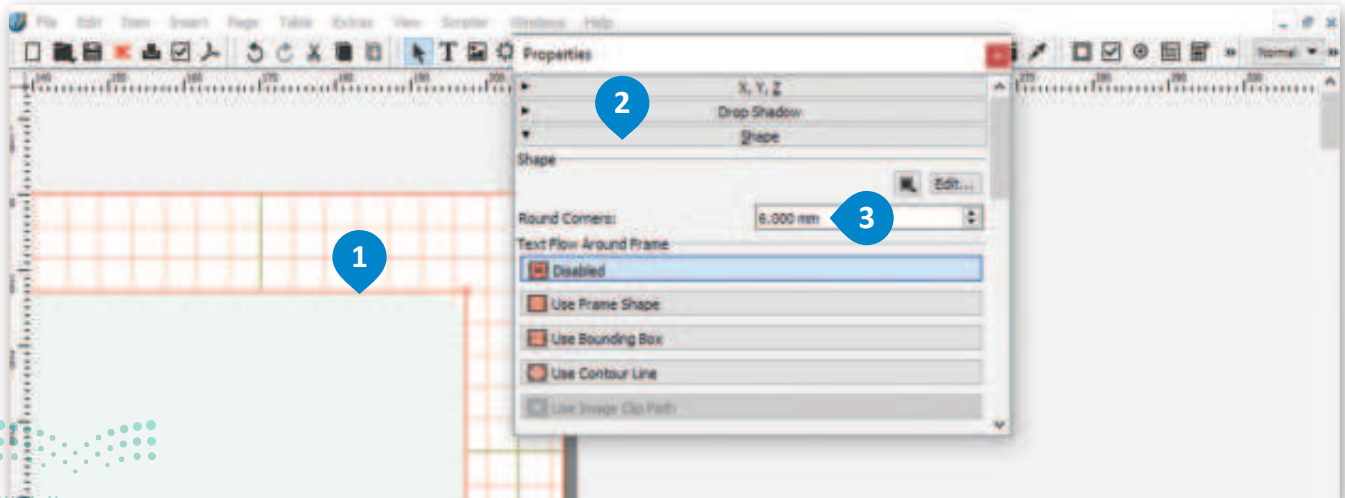 File Edit Item Insert Page Table Extras View Scripter Windows Help
Normal
Properties
X, Y, Z
2
Drop Shadow
Shape
Shape
Edit...
Round Corners:
6.000 mm
3
Text Flow Around Frame
1
Disabled
Use Frame Shape
Use Bounding Box
Use Contour Line
Use Image Clip Path